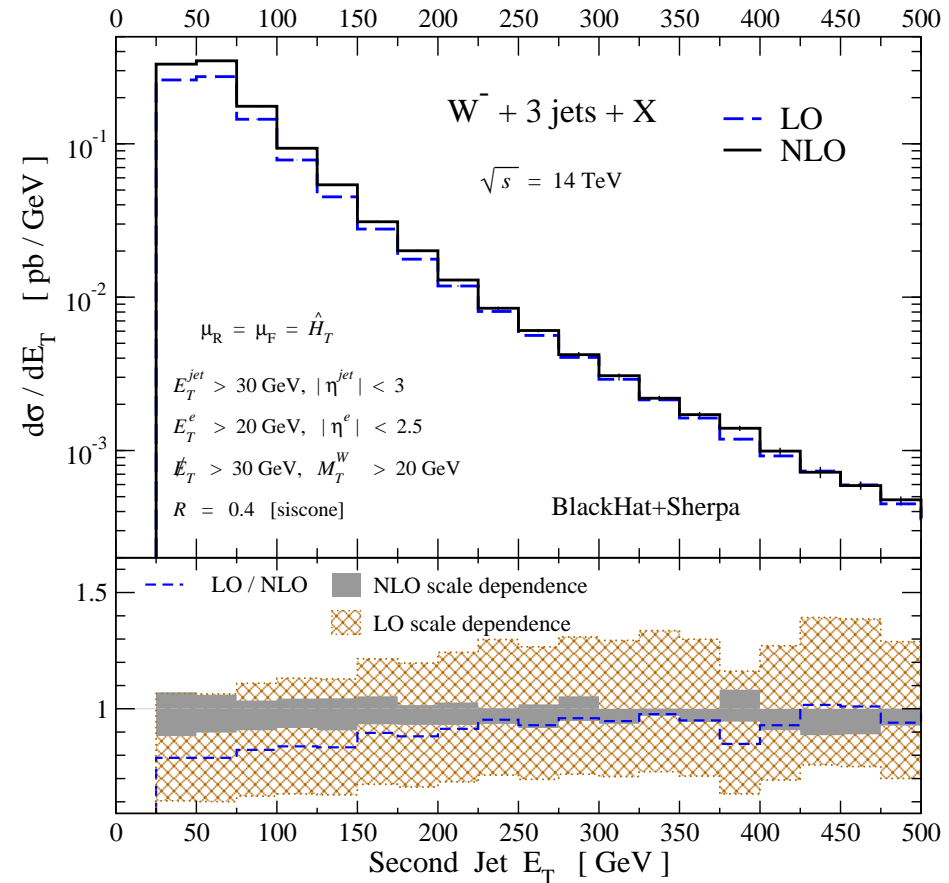 0 50 100 150 200 250 300 350 400 450 500
dσ / dE_T [ pb / GeV ]
10^-1
10^-2
10^-3
W^- + 3 jets + X
LO
NLO
√s = 14 TeV
μ_R = μ_F = Ĥ_T
E_T^jet > 30 GeV, | η^jet | < 3
E_T^e > 20 GeV, | η^e | < 2.5
E̸_T > 30 GeV, M_T^W > 20 GeV
R = 0.4 [siscone]
BlackHat+Sherpa
LO / NLO
NLO scale dependence
LO scale dependence
1.5
1
0 50 100 150 200 250 300 350 400 450 500
Second Jet E_T [ GeV ]